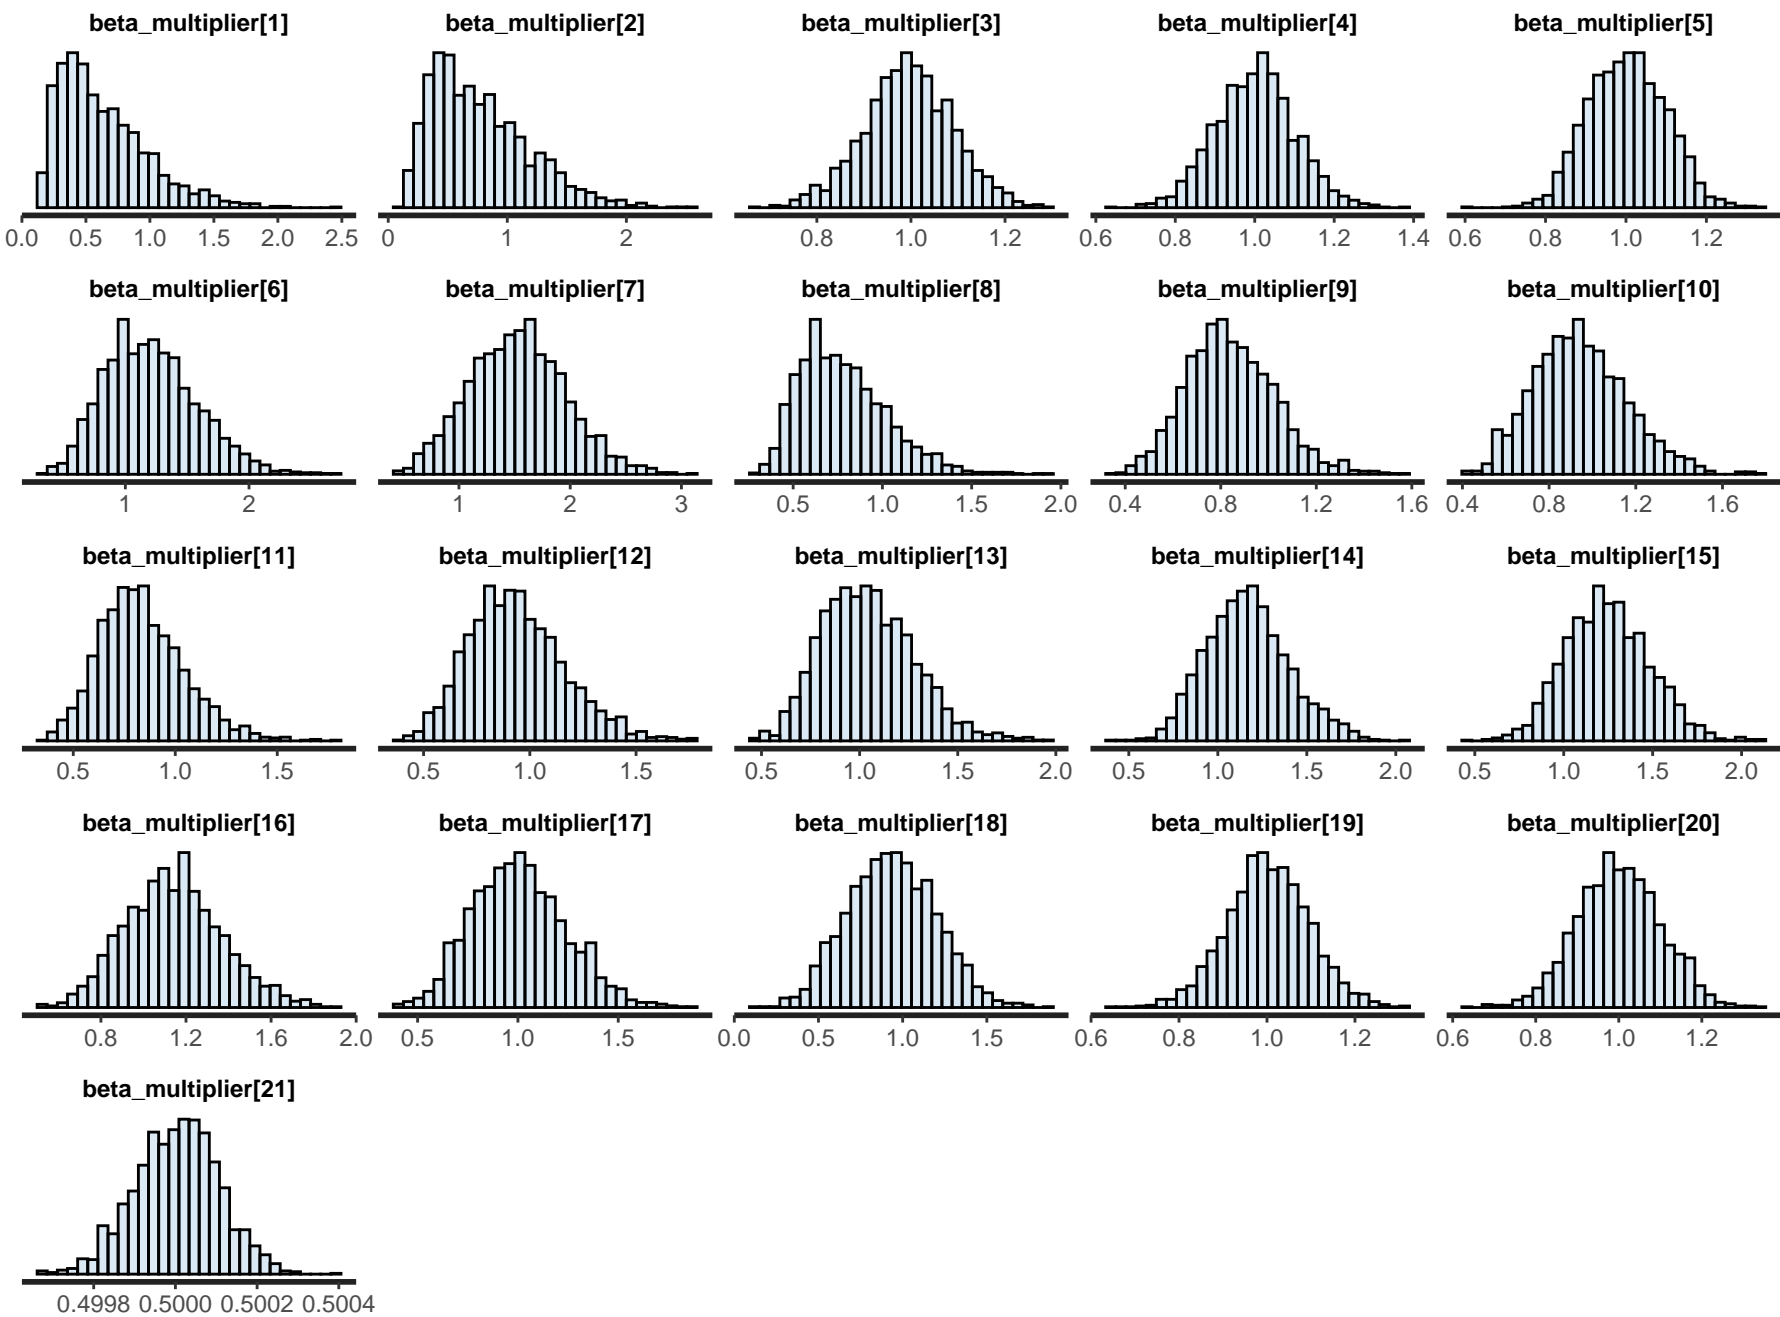 beta_multiplier[1] beta_multiplier[2] beta_multiplier[3] beta_multiplier[4] beta_multiplier[5]
0.0 0.5 1.0 1.5 2.0 2.5 0 1 2 0.8 1.0 1.2 0.6 0.8 1.0 1.2 1.4 0.6 0.8 1.0 1.2
beta_multiplier[6] beta_multiplier[7] beta_multiplier[8] beta_multiplier[9] beta_multiplier[10]
1 2 1 2 3 0.5 1.0 1.5 2.0 0.4 0.8 1.2 1.6 0.4 0.8 1.2 1.6
beta_multiplier[11] beta_multiplier[12] beta_multiplier[13] beta_multiplier[14] beta_multiplier[15]
0.5 1.0 1.5 0.5 1.0 1.5 0.5 1.0 1.5 2.0 0.5 1.0 1.5 2.0 0.5 1.0 1.5 2.0
beta_multiplier[16] beta_multiplier[17] beta_multiplier[18] beta_multiplier[19] beta_multiplier[20]
0.8 1.2 1.6 2.0 0.5 1.0 1.5 0.0 0.5 1.0 1.5 0.6 0.8 1.0 1.2 0.6 0.8 1.0 1.2
beta_multiplier[21]
0.4998 0.5000 0.5002 0.5004